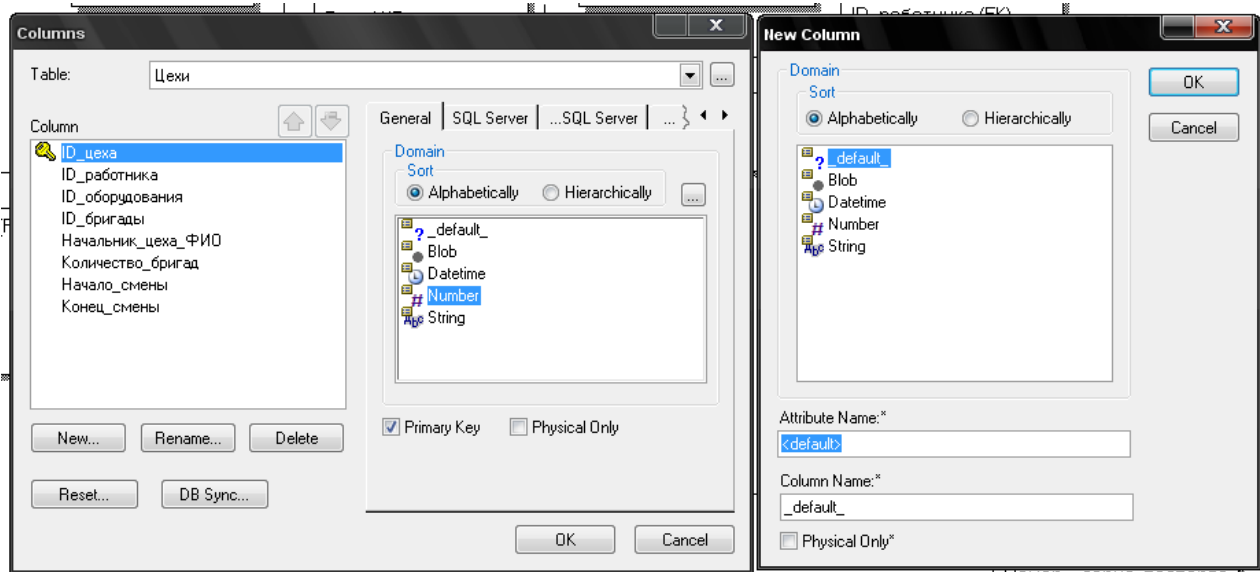 ID_работника (FK)
Columns
Table:
Цехи
...
Column
ID_цеха
ID_работника
ID_оборудования
ID_бригады
Начальник_цеха_ФИО
Количество_бригад
Начало_смены
Конец_смены
New...
Rename...
Delete
Reset...
DB Sync...
General
SQL Server
...SQL Server
...
Domain
Sort
Alphabetically
Hierarchically
...
_default_
Blob
Datetime
Number
String
Primary Key
Physical Only
OK
Cancel
New Column
Domain
Sort
Alphabetically
Hierarchically
OK
Cancel
_default_
Blob
Datetime
Number
String
Attribute Name:*
<default>
Column Name:*
_default_
Physical Only*